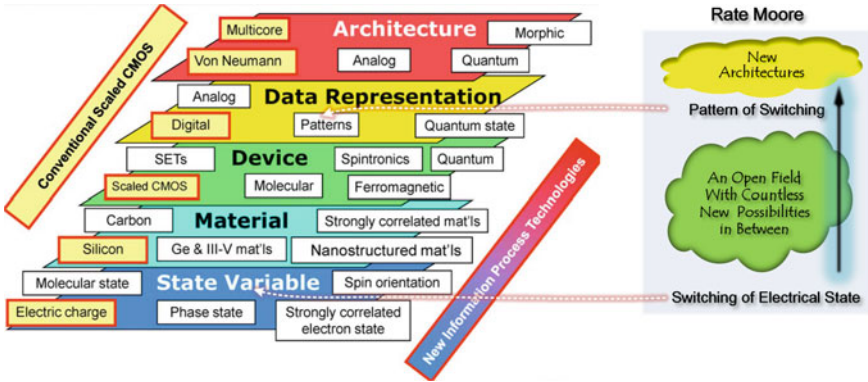 Conventional Scaled CMOS
Multicore
Architecture
Morphic
Von Neumann
Analog
Quantum
Analog
Data Representation
Digital
Patterns
Quantum state
SETs
Device
Spintronics
Quantum
Scaled CMOS
Molecular
Ferromagnetic
Carbon
Material
Strongly correlated mat'ls
Silicon
Ge & III-V mat'ls
Nanostructured mat'ls
Molecular state
State Variable
Spin orientation
Electric charge
Phase state
Strongly correlated
electron state
New Information Process Technologies
Rate Moore
New
Architectures
Pattern of Switching
An Open Field
With Countless
New Possibilities
in Between
Switching of Electrical State